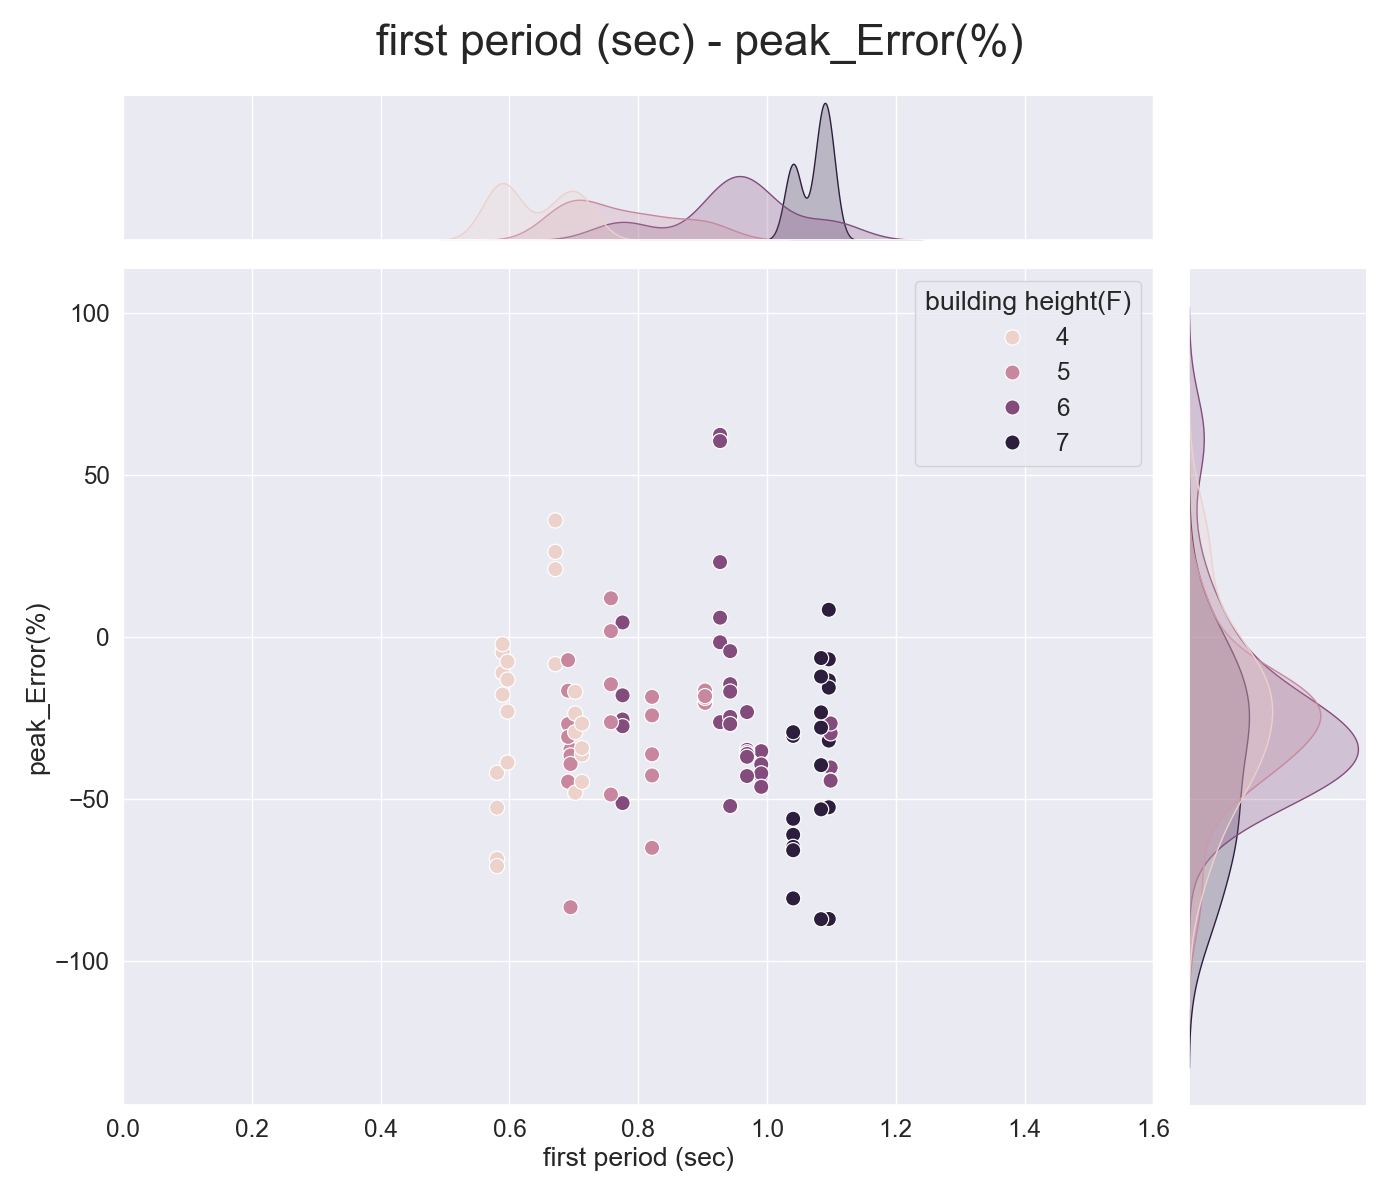 first period (sec) - peak_Error(%)
building height(F)
4
5
6
7
100
50
0
−50
−100
peak_Error(%)
0.0 0.2 0.4 0.6 0.8 1.0 1.2 1.4 1.6
first period (sec)